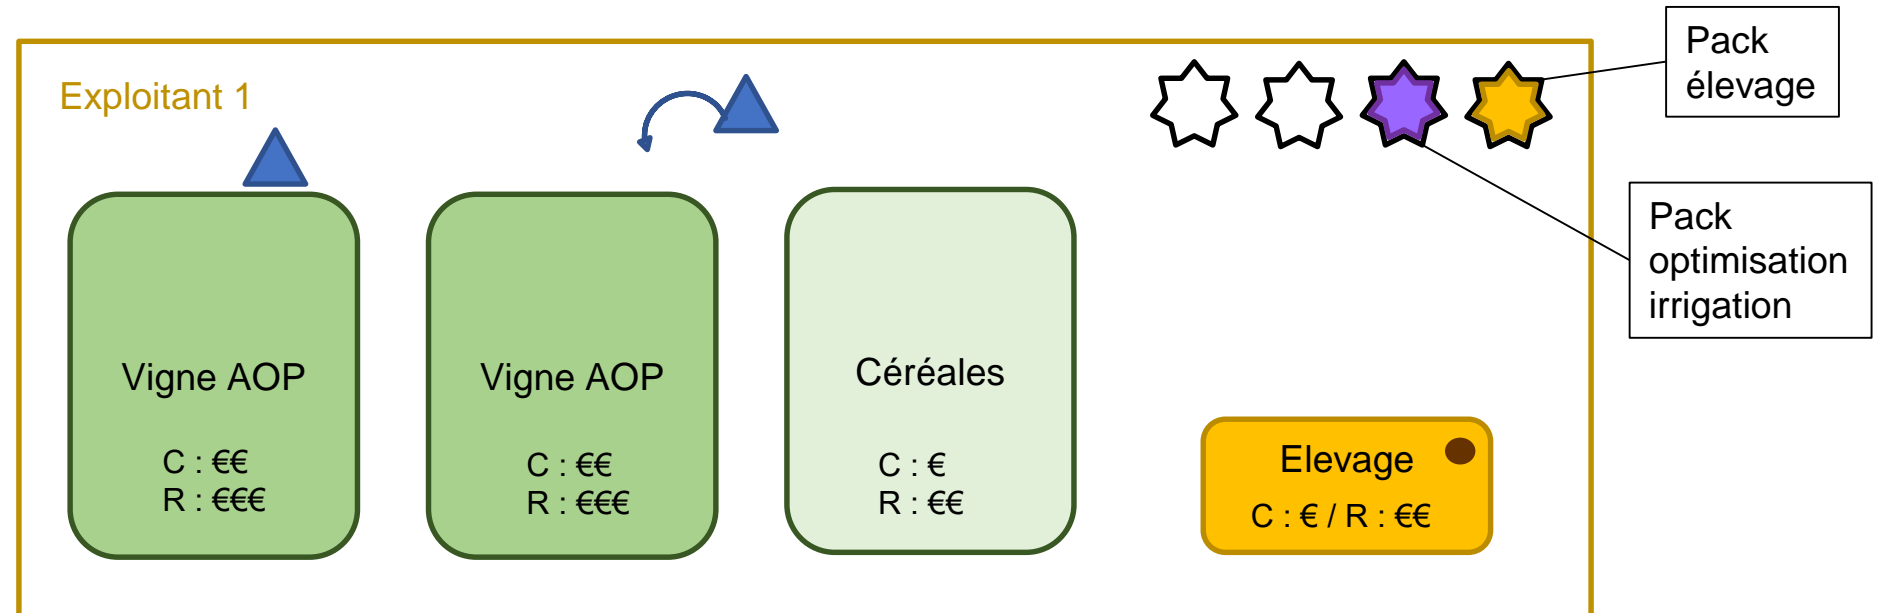 Exploitant 1
Pack
élevage
Pack
optimisation
irrigation
Vigne AOP
C : €€
R : €€€
Vigne AOP
C : €€
R : €€€
Céréales
C : €
R : €€
Elevage
C : € / R : €€